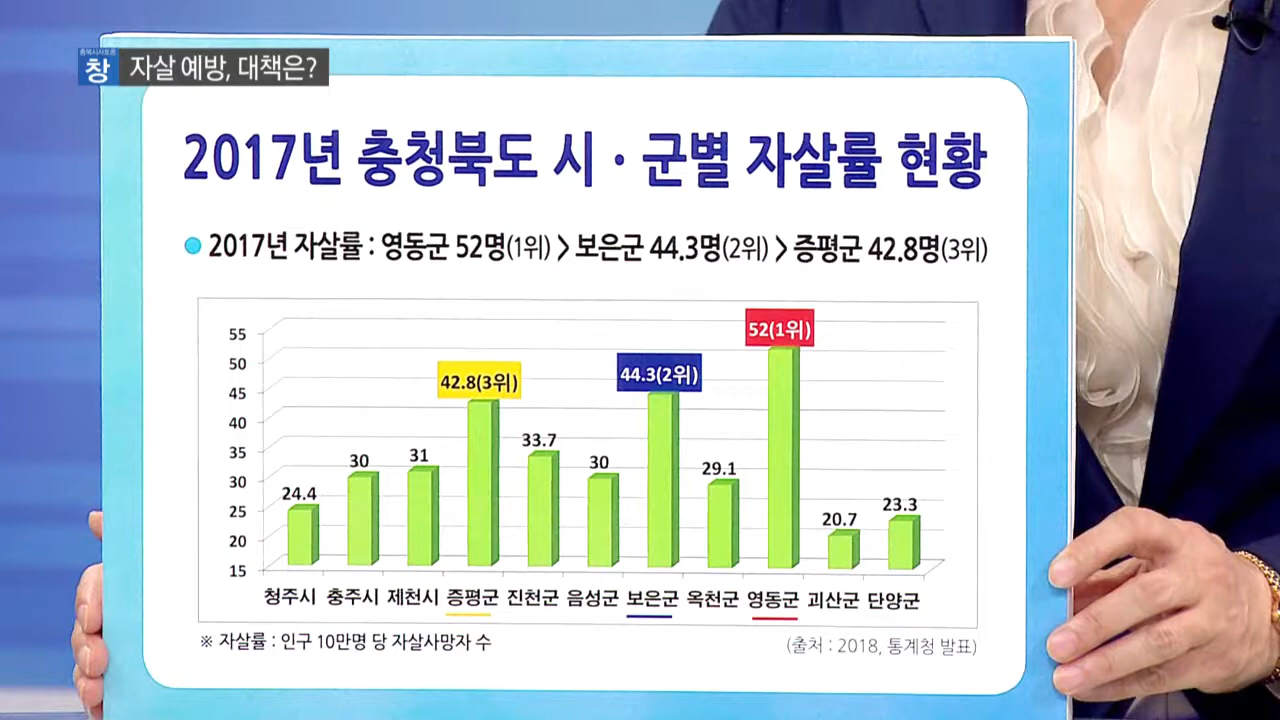 충북시사토론
창 자살 예방, 대책은?
2017년 충청북도 시·군별 자살률 현황
● 2017년 자살률 : 영동군 52명(1위) > 보은군 44.3명(2위) > 증평군 42.8명(3위)
55
50
45
40
35
30
25
20
15
24.4
30
31
42.8(3위)
33.7
30
44.3(2위)
29.1
52(1위)
20.7
23.3
청주시 충주시 제천시 증평군 진천군 음성군 보은군 옥천군 영동군 괴산군 단양군
※ 자살률 : 인구 10만명 당 자살사망자 수
(출처 : 2018, 통계청 발표)